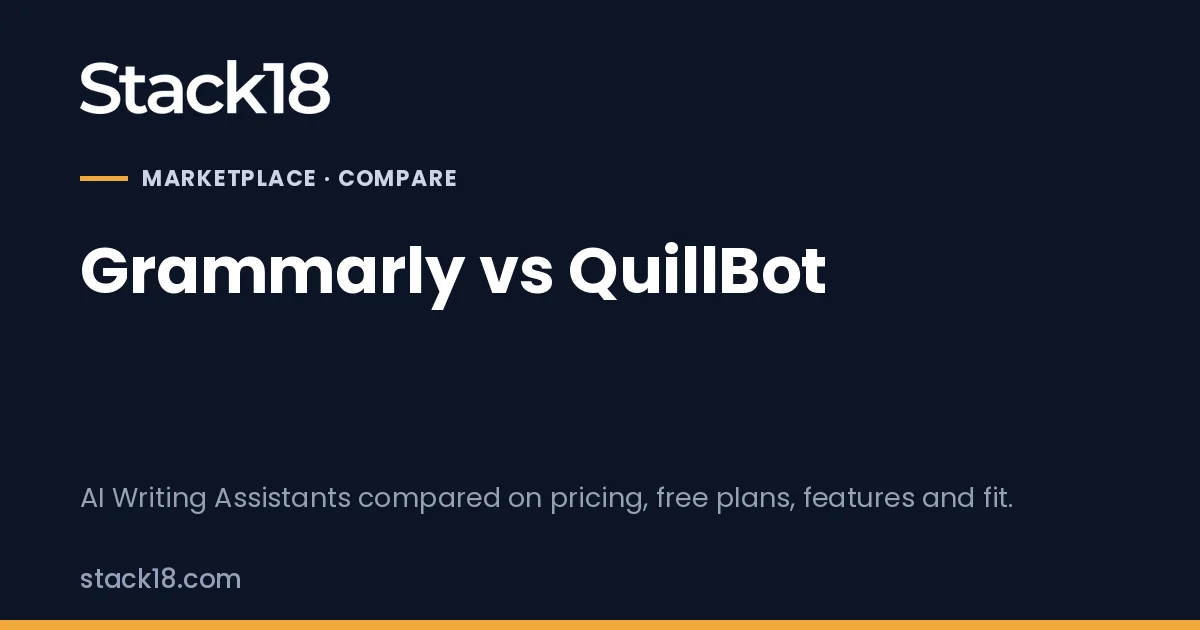 Stack18
MARKETPLACE · COMPARE
Grammarly vs QuillBot
AI Writing Assistants compared on pricing, free plans, features and fit.
stack18.com